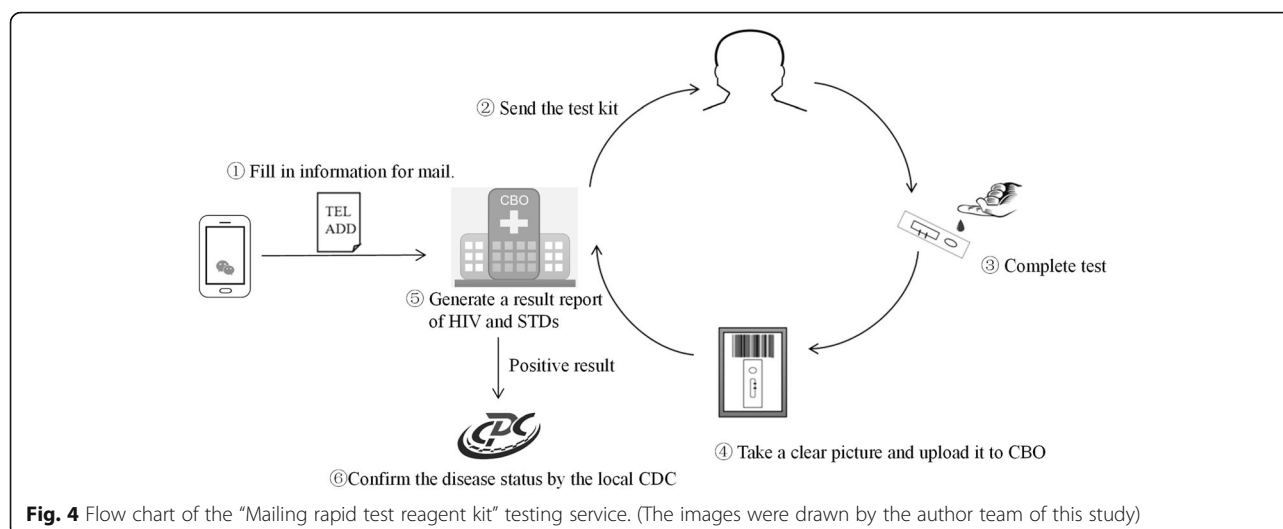 ② Send the test kit
① Fill in information for mail.
TEL
ADD
CBO
③ Complete test
⑤ Generate a result report
of HIV and STDs
Positive result
CDC
④ Take a clear picture and upload it to CBO
⑥Confirm the disease status by the local CDC
Fig. 4 Flow chart of the “Mailing rapid test reagent kit” testing service. (The images were drawn by the author team of this study)